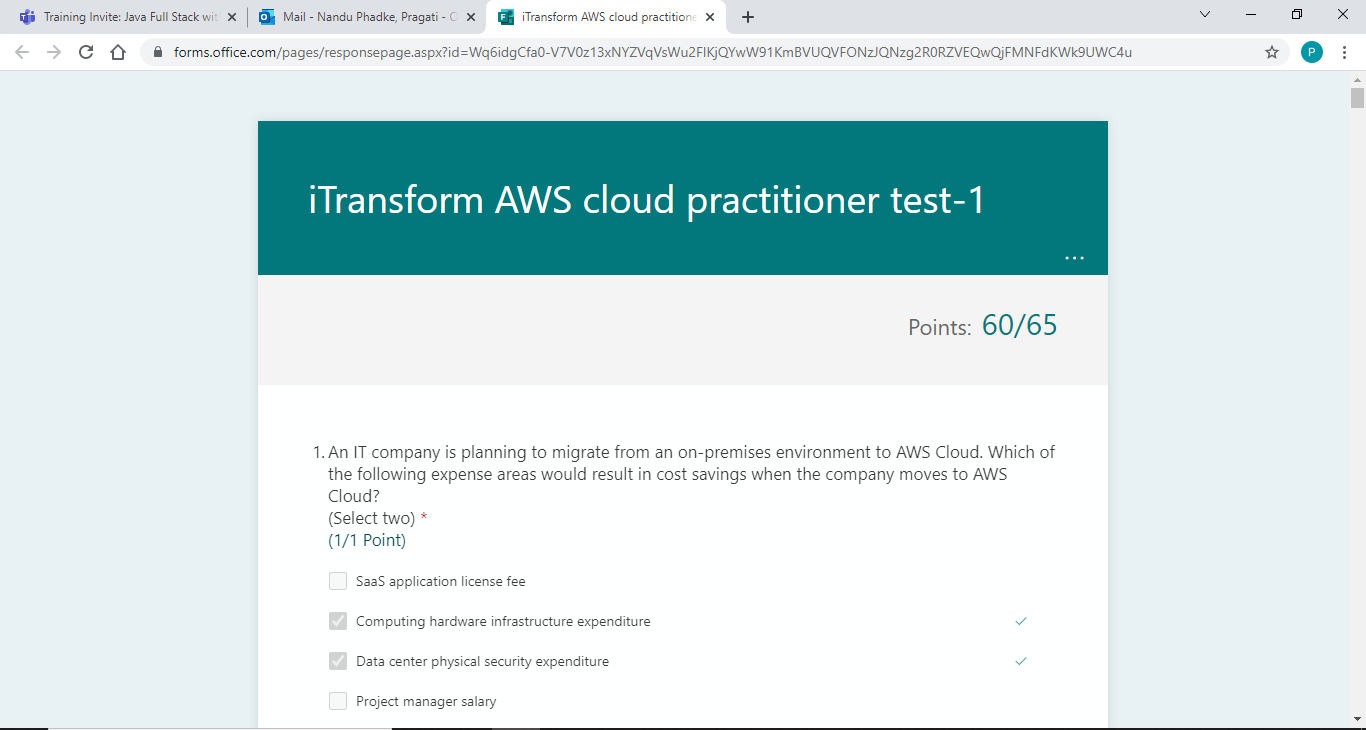 Training Invite: Java Full Stack wit
Mail - Nandu Phadke, Pragati - O
iTransform AWS cloud practitione
forms.office.com/pages/responsepage.aspx?id=Wq6idgCfa0-V7V0z13xNYZVqVsWu2FlKjQYwW91KmBVUQVFONzJQNzg2R0RZVEQwQjFMNFdKWk9UWC4u
P
iTransform AWS cloud practitioner test-1
Points: 60/65
1. An IT company is planning to migrate from an on-premises environment to AWS Cloud. Which of
the following expense areas would result in cost savings when the company moves to AWS
Cloud?
(Select two) *
(1/1 Point)
SaaS application license fee
Computing hardware infrastructure expenditure
Data center physical security expenditure
Project manager salary